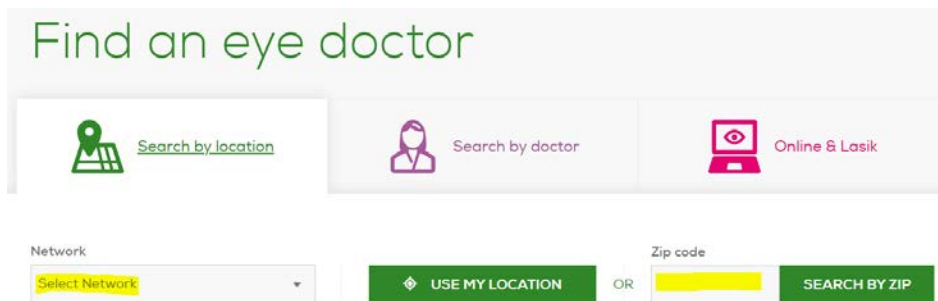 Find an eye doctor
Search by location
Search by doctor
Online & Lasik
Network
Zip code
Select Network
USE MY LOCATION
OR
SEARCH BY ZIP